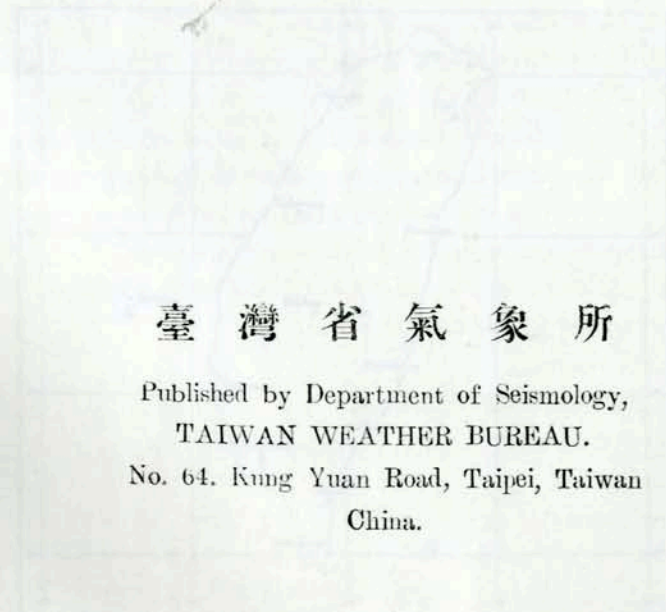 臺灣省氣象所
Published by Department of Seismology,
TAIWAN WEATHER BUREAU.
No. 64. Kung Yuan Road, Taipei, Taiwan
China.